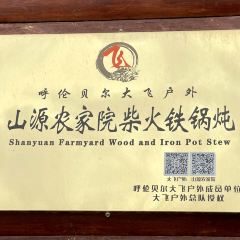 飞
呼伦贝尔大飞户外
山源农家院柴火铁锅炖
Shanyuan Farmyard Wood and Iron Pot Stew
呼伦贝尔大飞户外成员单位
大飞户外总队授权